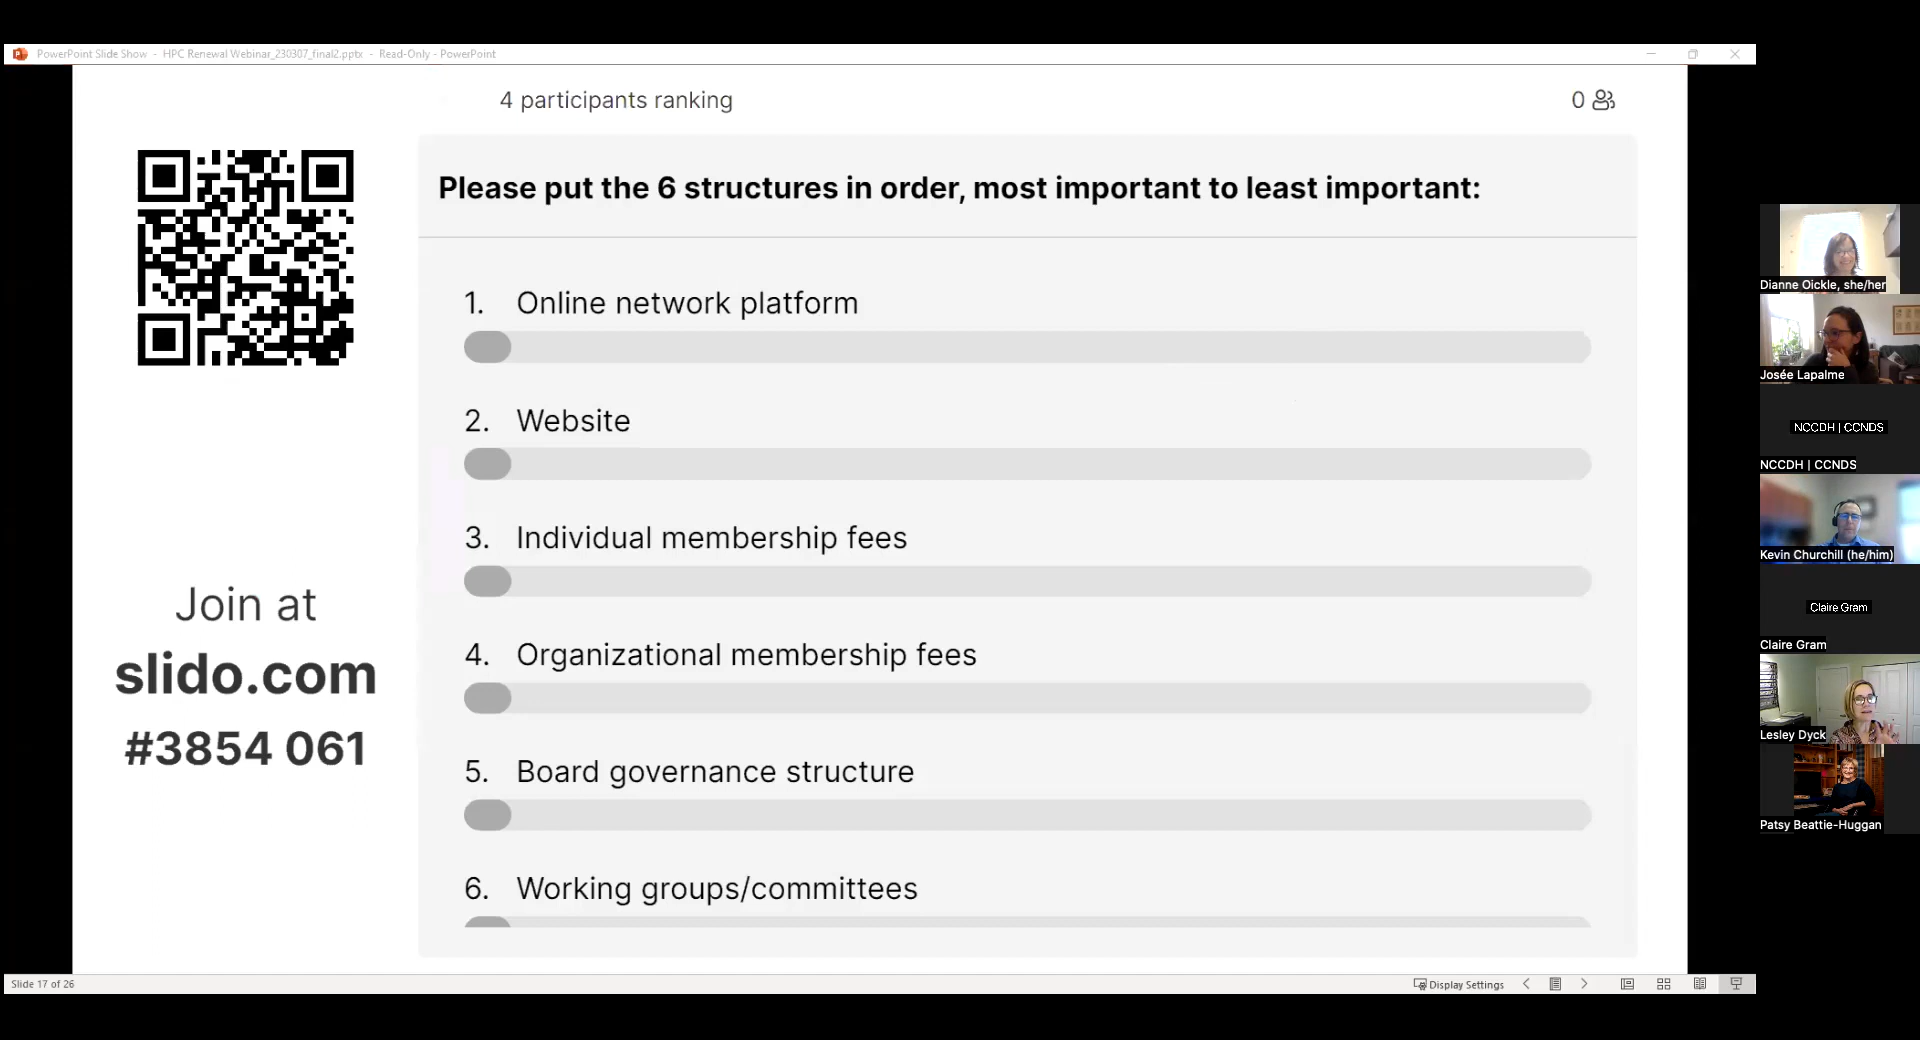 PowerPoint Slide Show - HPC Renewal Webinar_230307_final2.pptx - Read-Only - PowerPoint
4 participants ranking
0
Please put the 6 structures in order, most important to least important:
1. Online network platform
2. Website
3. Individual membership fees
4. Organizational membership fees
5. Board governance structure
6. Working groups/committees
Join at
slido.com
#3854 061
Dianne Oickle, she/her
Josée Lapalme
NCCDH | CCNDS
NCCDH | CCNDS
Kevin Churchill (he/him)
Claire Gram
Claire Gram
Lesley Dyck
Patsy Beattie-Huggan
Slide 17 of 26
Display Settings